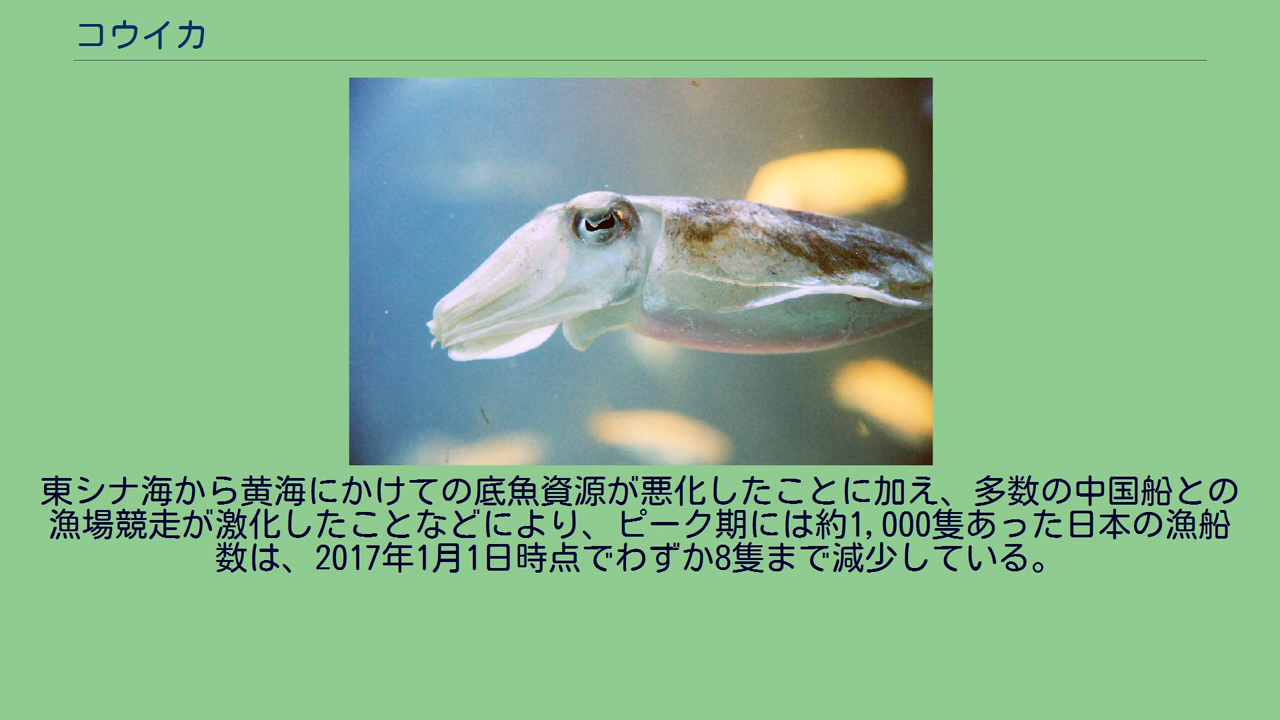 コウイカ
東シナ海から黄海にかけての底魚資源が悪化したことに加え、多数の中国船との
漁場競走が激化したことなどにより、ピーク期には約1,000隻あった日本の漁船
数は、2017年1月1日時点でわずか8隻まで減少している。